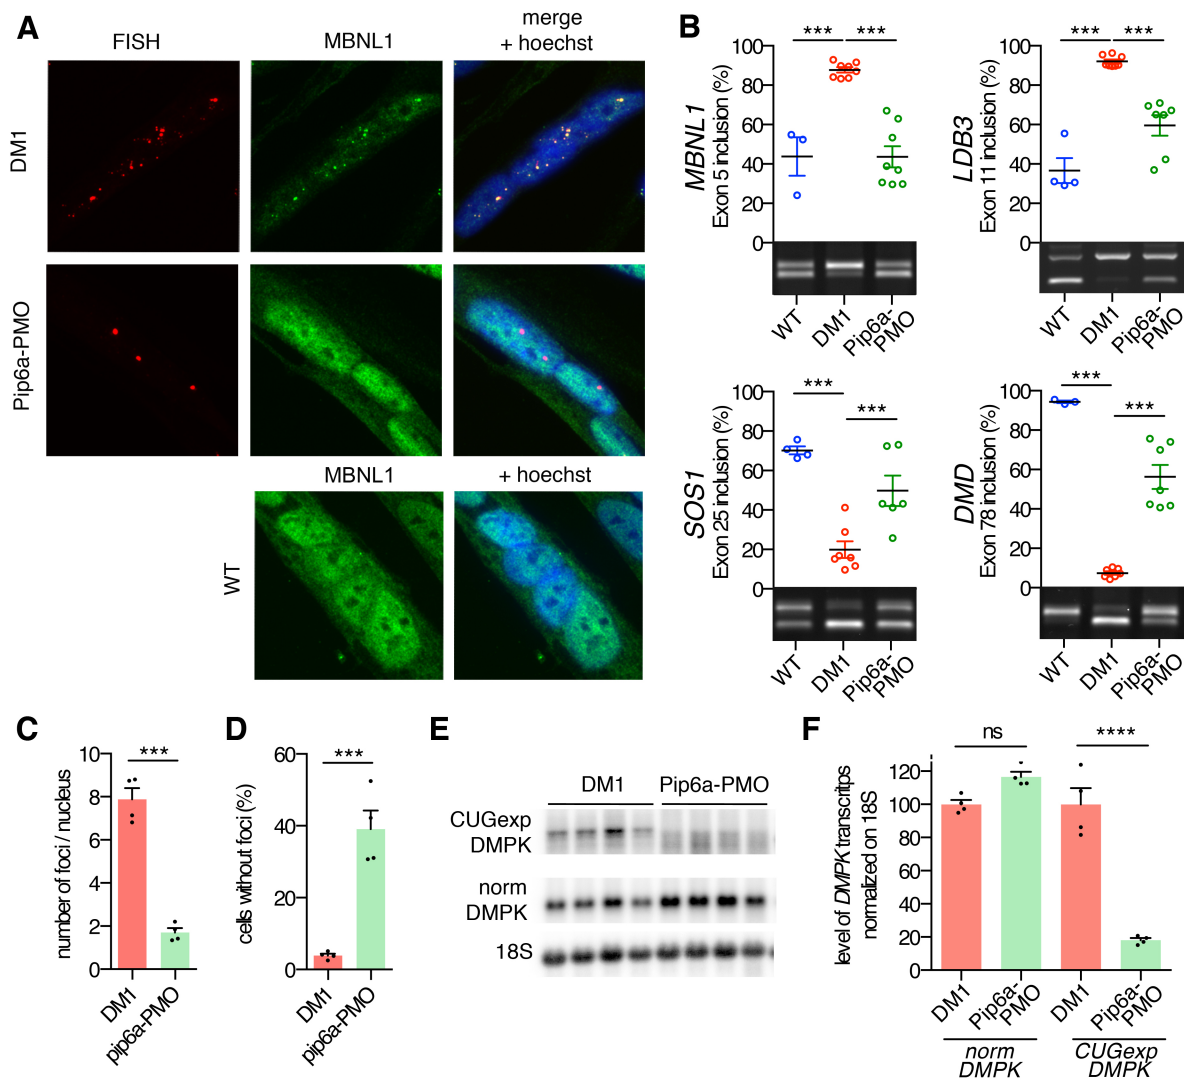 A
FISH
MBNL1
merge
+ hoechst
DM1
Pip6a-PMO
MBNL1
+ hoechst
WT
B
MBNL1
Exon 5 inclusion (%)
100
80
60
40
20
0
*** ***
WT
DM1
Pip6a-
PMO
LDB3
Exon 11 inclusion (%)
100
80
60
40
20
0
*** ***
WT
DM1
Pip6a-
PMO
SOS1
Exon 25 inclusion (%)
100
80
60
40
20
0
***
***
WT
DM1
Pip6a-
PMO
DMD
Exon 78 inclusion (%)
100
80
60
40
20
0
***
***
WT
DM1
Pip6a-
PMO
C
number of foci / nucleus
10
8
6
4
2
0
***
DM1
pip6a-PMO
D
cells without foci (%)
60
40
20
0
***
DM1
pip6a-PMO
E
DM1 Pip6a-PMO
CUGexp
DMPK
norm
DMPK
18S
F
level of DMPK transcritps
normalized on 18S
120
100
80
60
40
20
0
ns
****
DM1
Pip6a-
PMO
DM1
Pip6a-
PMO
norm
DMPK
CUGexp
DMPK